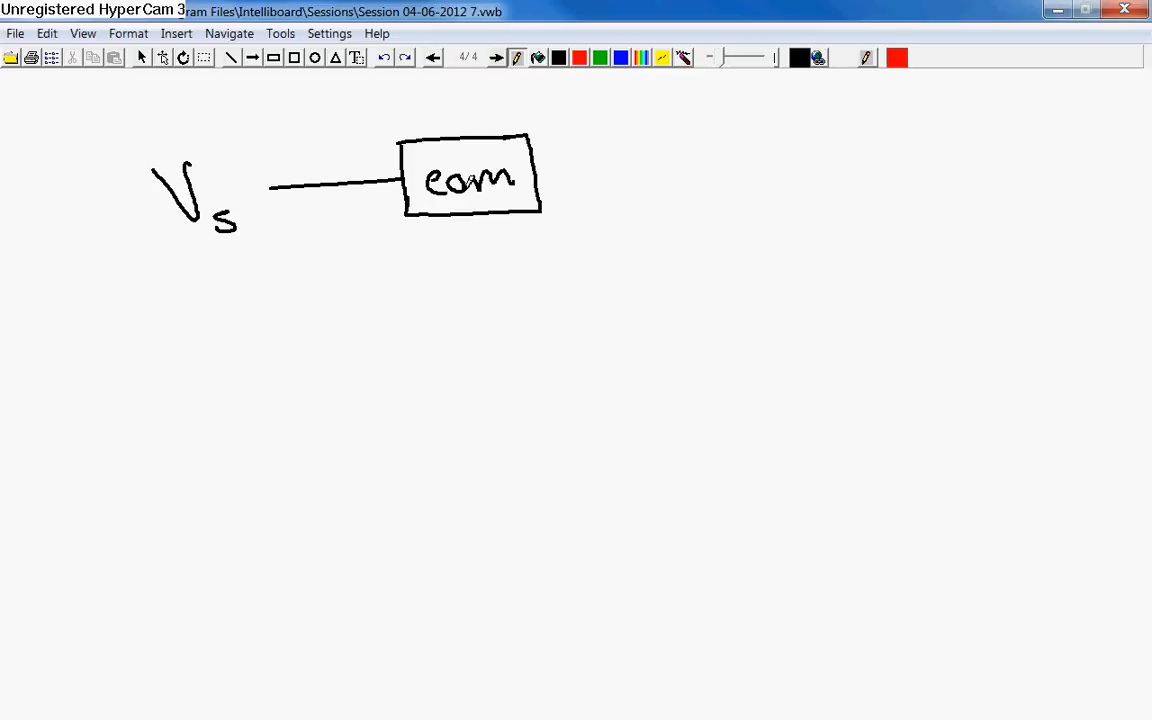 Unregistered HyperCam 3
ram Files\Intelliboard\Sessions\Session 04-06-2012 7.vwb
File Edit View Format Insert Navigate Tools Settings Help
4/4
Vs
eom